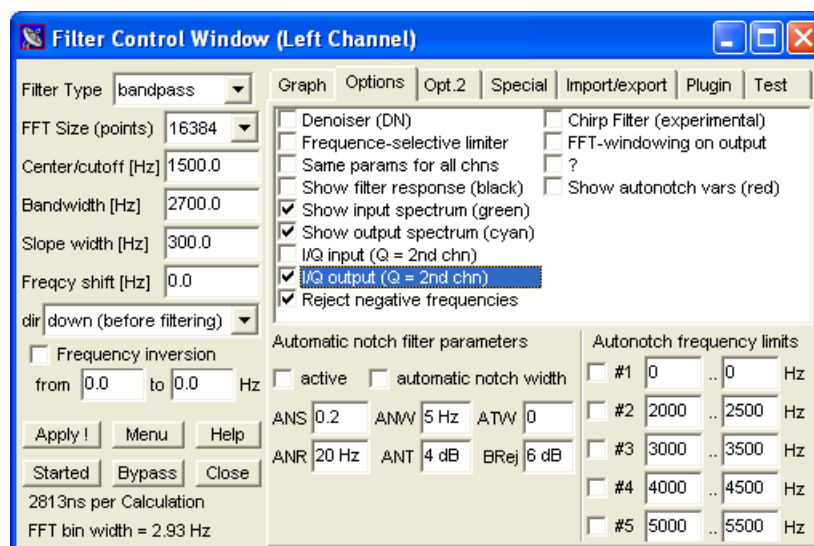 Filter Control Window (Left Channel)
Filter Type bandpass
FFT Size (points) 16384
Center/cutoff [Hz] 1500.0
Bandwidth [Hz] 2700.0
Slope width [Hz] 300.0
Freqcy shift [Hz] 0.0
dir down (before filtering)
Frequency inversion
from 0.0 to 0.0 Hz
Apply ! Menu Help
Started Bypass Close
2813ns per Calculation
FFT bin width = 2.93 Hz
Graph Options Opt.2 Special Import/export Plugin Test
Denoiser (DN)
Frequence-selective limiter
Same params for all chns
Show filter response (black)
Show input spectrum (green)
Show output spectrum (cyan)
I/Q input (Q = 2nd chn)
I/Q output (Q = 2nd chn)
Reject negative frequencies
Chirp Filter (experimental)
FFT-windowing on output
?
Show autonotch vars (red)
Automatic notch filter parameters
active automatic notch width
ANS 0.2 ANW 5 Hz ATW 0
ANR 20 Hz ANT 4 dB BRej 6 dB
Autonotch frequency limits
#1 0 .. 0 Hz
#2 2000 .. 2500 Hz
#3 3000 .. 3500 Hz
#4 4000 .. 4500 Hz
#5 5000 .. 5500 Hz